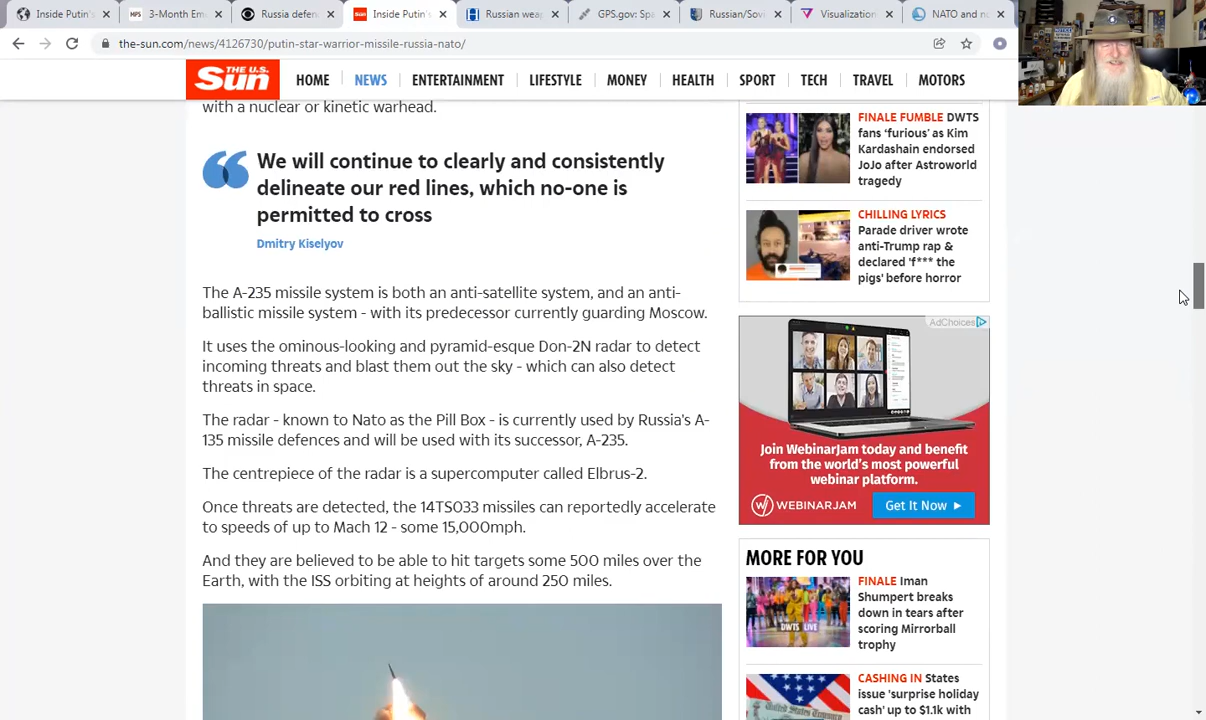 Inside Putin's
3-Month Eme
Russia defen
Inside Putin's
Russian weap
GPS.gov: Spa
Russian/Sovi
Visualization
NATO and nu
the-sun.com/news/4126730/putin-star-warrior-missile-russia-nato/
THE U.S. Sun
HOME NEWS ENTERTAINMENT LIFESTYLE MONEY HEALTH SPORT TECH TRAVEL MOTORS
with a nuclear or kinetic warhead.
We will continue to clearly and consistently
delineate our red lines, which no-one is
permitted to cross
Dmitry Kiselyov
The A-235 missile system is both an anti-satellite system, and an anti-
ballistic missile system - with its predecessor currently guarding Moscow.
It uses the ominous-looking and pyramid-esque Don-2N radar to detect
incoming threats and blast them out the sky - which can also detect
threats in space.
The radar - known to Nato as the Pill Box - is currently used by Russia's A-
135 missile defences and will be used with its successor, A-235.
The centrepiece of the radar is a supercomputer called Elbrus-2.
Once threats are detected, the 14TS033 missiles can reportedly accelerate
to speeds of up to Mach 12 - some 15,000mph.
And they are believed to be able to hit targets some 500 miles over the
Earth, with the ISS orbiting at heights of around 250 miles.
FINALE FUMBLE DWTS
fans 'furious' as Kim
Kardashian endorsed
JoJo after Astroworld
tragedy
CHILLING LYRICS
Parade driver wrote
anti-Trump rap &
declared 'f*** the
pigs' before horror
AdChoices
Join WebinarJam today and benefit
from the world's most powerful
webinar platform.
WEBINARJAM
Get It Now
MORE FOR YOU
FINALE Iman
Shumpert breaks
down in tears after
scoring Mirrorball
trophy
DWTS LIVE
CASHING IN States
issue 'surprise holiday
cash' up to $1.1k with